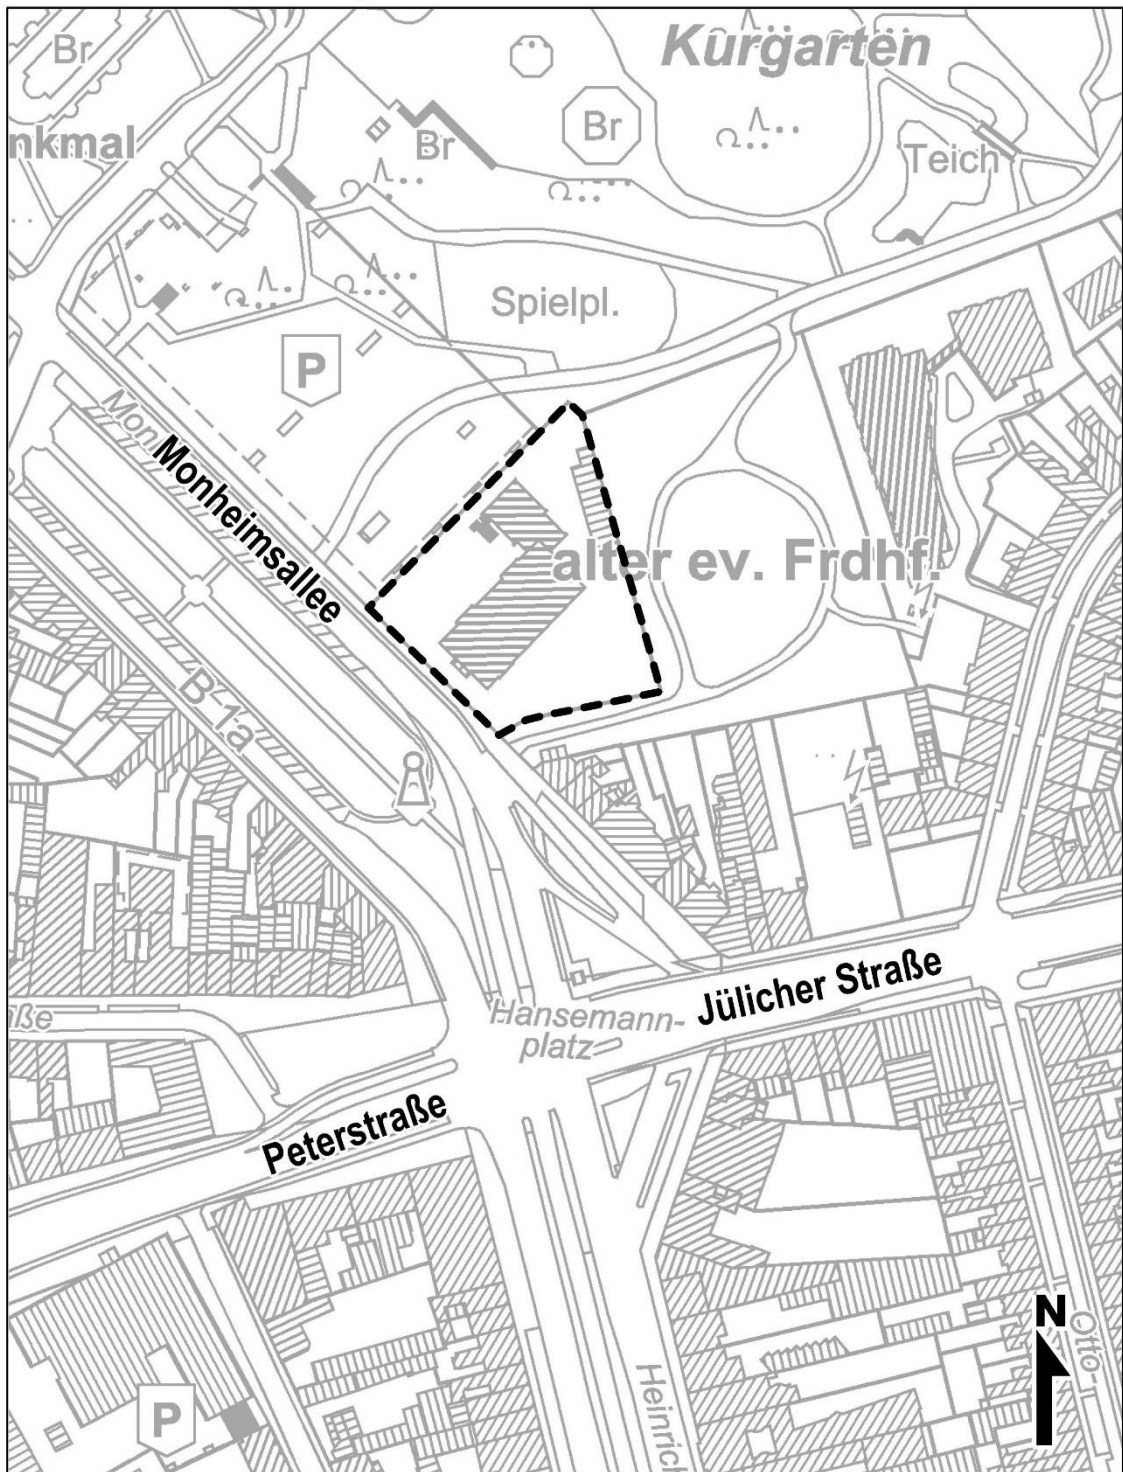 Br
Kurgarten
nkmal
Br
Br
Teich
Spielpl.
P
Mon
Monheimsallee
alter ev. Frdhf.
B 1a
Jülicher Straße
Hansemann-
platz
ße
Peterstraße
N
Otto-
Heinrich
P